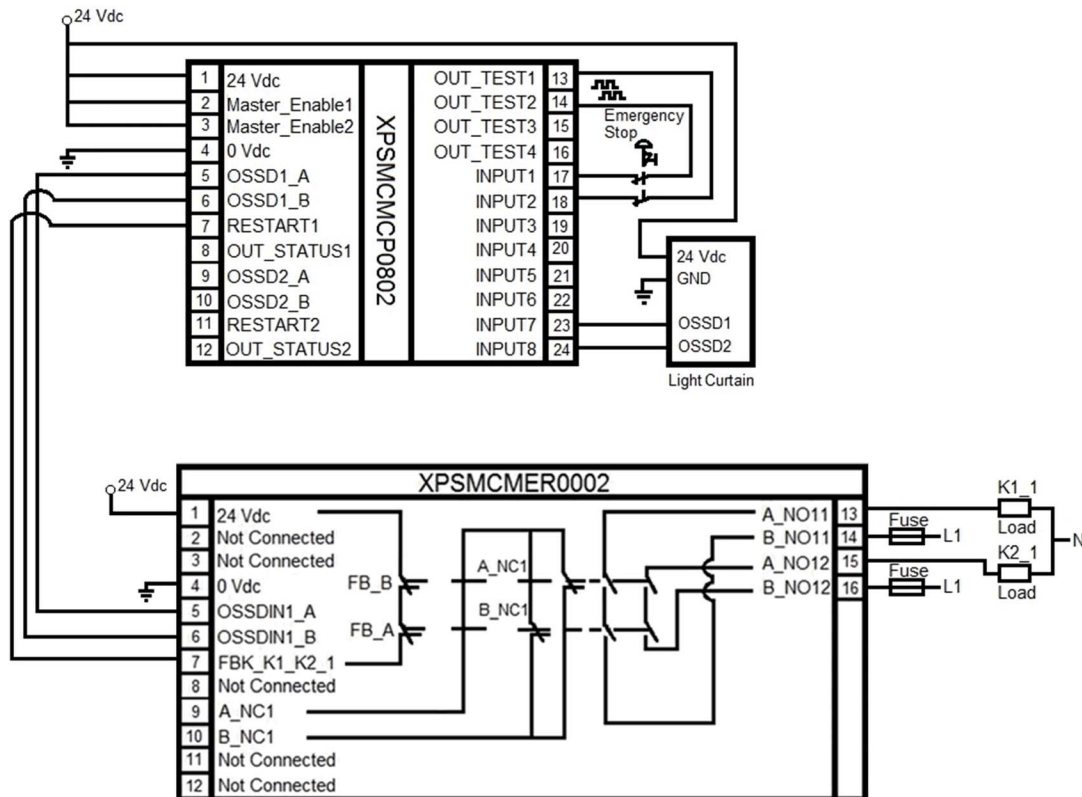 24 Vdc
XPSMCMCP0802
1 24 Vdc
2 Master_Enable1
3 Master_Enable2
4 0 Vdc
5 OSSD1_A
6 OSSD1_B
7 RESTART1
8 OUT_STATUS1
9 OSSD2_A
10 OSSD2_B
11 RESTART2
12 OUT_STATUS2
OUT_TEST1 13
OUT_TEST2 14
OUT_TEST3 15
OUT_TEST4 16
INPUT1 17
INPUT2 18
INPUT3 19
INPUT4 20
INPUT5 21
INPUT6 22
INPUT7 23
INPUT8 24
Emergency
Stop
24 Vdc
GND
OSSD1
OSSD2
Light Curtain
XPSMCMER0002
24 Vdc
1 24 Vdc
2 Not Connected
3 Not Connected
4 0 Vdc
5 OSSDIN1_A
6 OSSDIN1_B
7 FBK_K1_K2_1
8 Not Connected
9 A_NC1
10 B_NC1
11 Not Connected
12 Not Connected
FB_B
FB_A
A_NC1
B_NC1
A_NO11 13
B_NO11 14
A_NO12 15
B_NO12 16
K1_1
Load
Fuse
L1
N
K2_1
Load
Fuse
L1